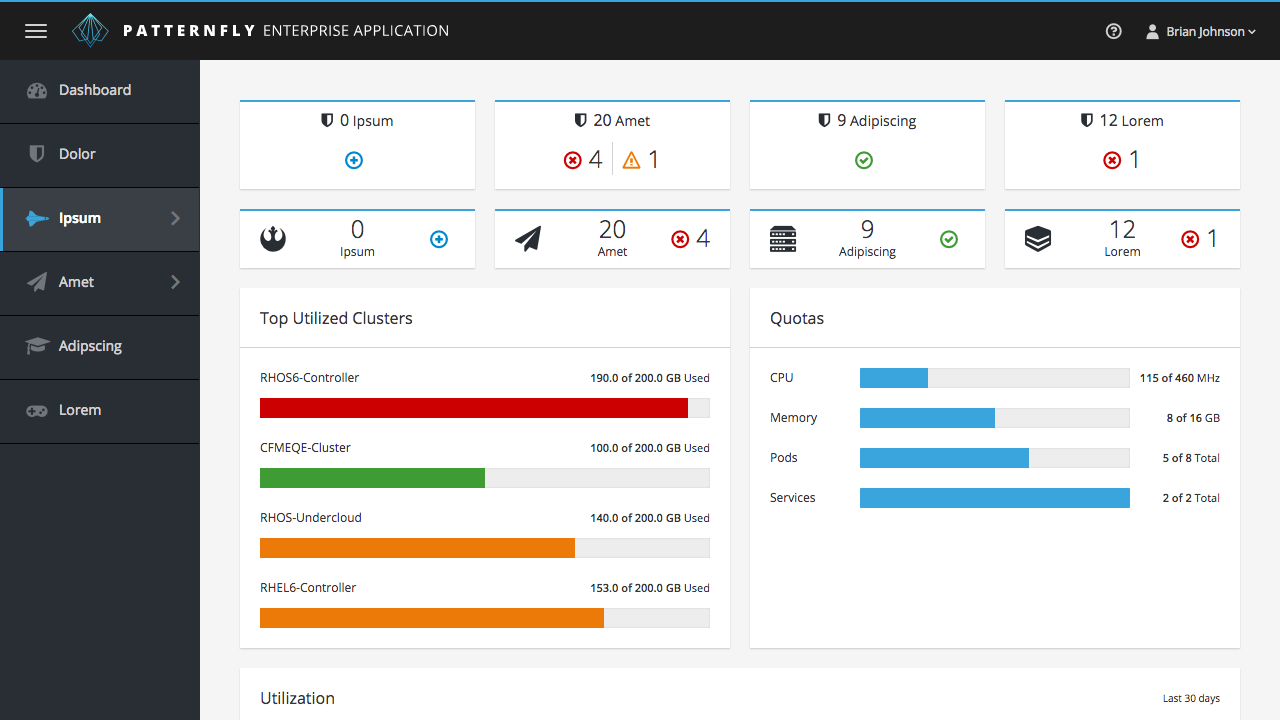 PATTERNFLY ENTERPRISE APPLICATION
Brian Johnson
Dashboard
Dolor
Ipsum
Amet
Adipscing
Lorem
0 Ipsum
20 Amet
4 1
9 Adipiscing
12 Lorem
1
0
Ipsum
20
Amet
4
9
Adipiscing
12
Lorem
1
Top Utilized Clusters
RHOS6-Controller 190.0 of 200.0 GB Used
CFMEQE-Cluster 100.0 of 200.0 GB Used
RHOS-Undercloud 140.0 of 200.0 GB Used
RHEL6-Controller 153.0 of 200.0 GB Used
Quotas
CPU 115 of 460 MHz
Memory 8 of 16 GB
Pods 5 of 8 Total
Services 2 of 2 Total
Utilization Last 30 days